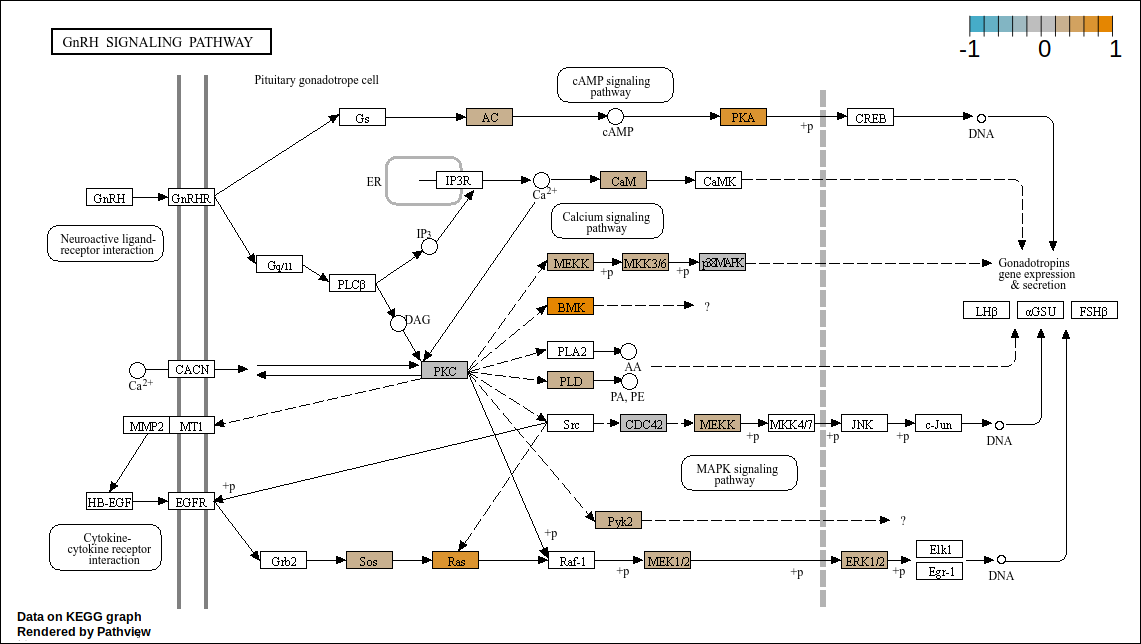 GnRH SIGNALING PATHWAY
-1 0 1
Pituitary gonadotrope cell
cAMP signaling
pathway
Gs AC cAMP PKA +p CREB DNA
ER IP3R Ca2+ CaM CaMK
GnRH GnRHR
Calcium signaling
pathway
Neuroactive ligand-
receptor interaction
IP3
Gq/11 PLCβ
MEKK +p MKK3/6 +p p38MAPK
Gonadotropins
gene expression
& secretion
DAG BMK ?
LHβ αGSU FSHβ
PLA2 AA
Ca2+ CACN PKC PLD PA, PE
MMP2 MT1 Src CDC42 MEKK +p MKK4/7 +p JNK +p c-Jun DNA
MAPK signaling
pathway
+p
HB-EGF EGFR
Pyk2 ?
Cytokine-
cytokine receptor
interaction
+p
Grb2 Sos Ras Raf-1 +p MEK1/2 +p ERK1/2 +p Elk1
Egr-1 DNA
Data on KEGG graph
Rendered by Pathview